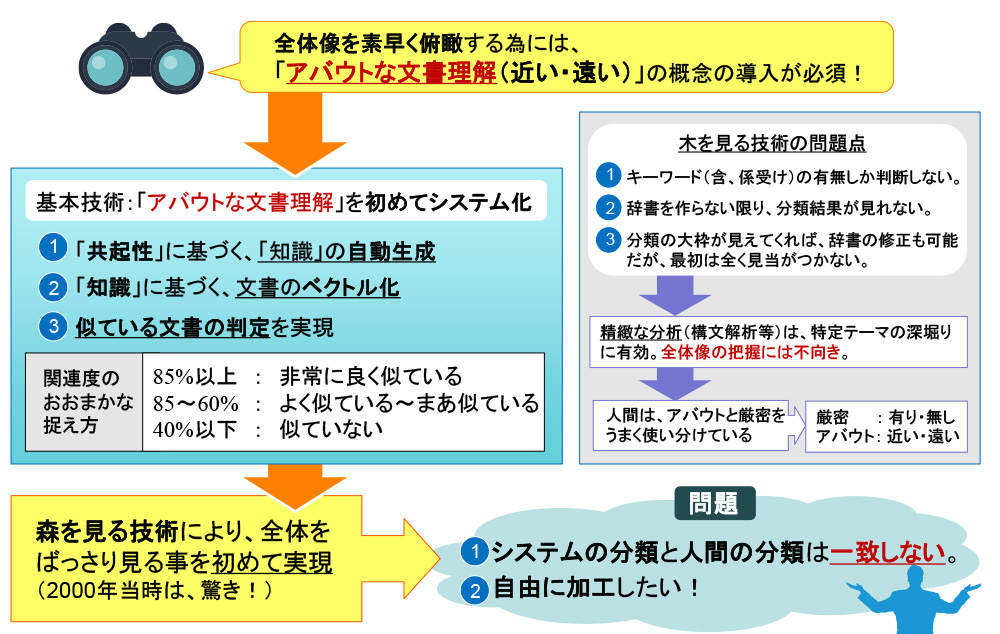 全体像を素早く俯瞰する為には、
「アバウトな文書理解（近い・遠い）」の概念の導入が必須！
基本技術：「アバウトな文書理解」を初めてシステム化
1 「共起性」に基づく、「知識」の自動生成
2 「知識」に基づく、文書のベクトル化
3 似ている文書の判定を実現
関連度の
おおまかな
捉え方
85%以上 ： 非常に良く似ている
85～60% ： よく似ている～まあ似ている
40%以下 ： 似ていない
木を見る技術の問題点
1 キーワード（含、係受け）の有無しか判断しない。
2 辞書を作らない限り、分類結果が見れない。
3 分類の大枠が見えてくれば、辞書の修正も可能
だが、最初は全く見当がつかない。
精緻な分析（構文解析等）は、特定テーマの深堀り
に有効。全体像の把握には不向き。
人間は、アバウトと厳密を
うまく使い分けている
厳密 ：有り・無し
アバウト：近い・遠い
森を見る技術により、全体を
ばっさり見る事を初めて実現
（2000年当時は、驚き！）
問題
1 システムの分類と人間の分類は一致しない。
2 自由に加工したい！